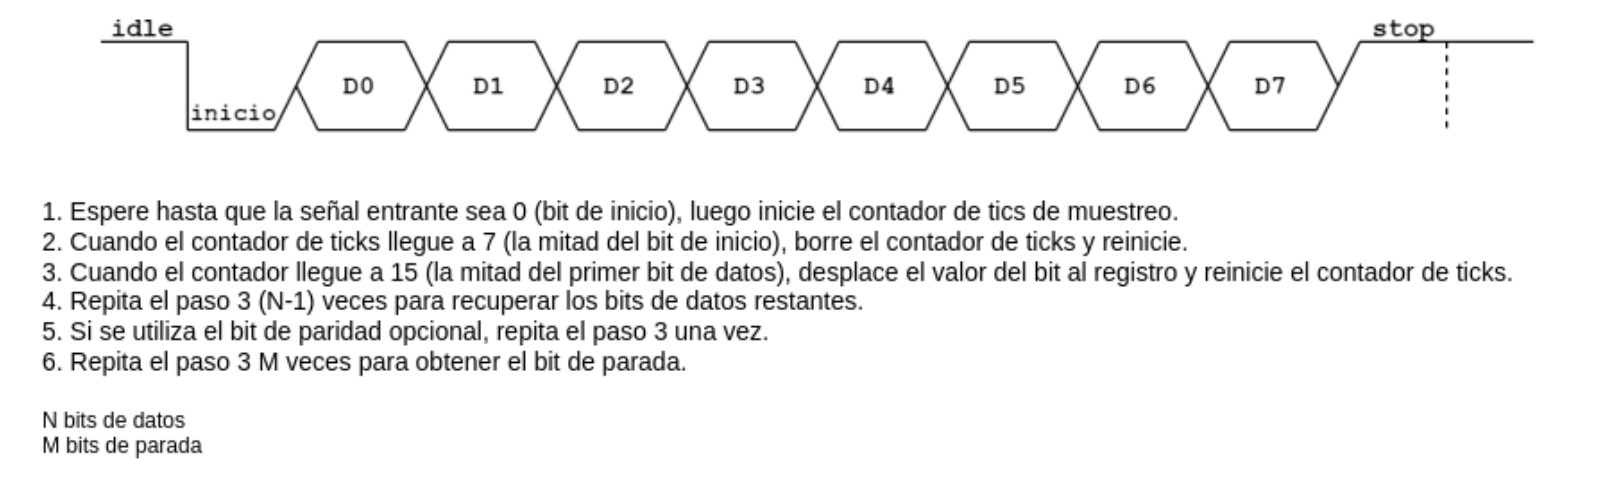 idle
stop
inicio
D0 D1 D2 D3 D4 D5 D6 D7
1. Espere hasta que la señal entrante sea 0 (bit de inicio), luego inicie el contador de tics de muestreo.
2. Cuando el contador de ticks llegue a 7 (la mitad del bit de inicio), borre el contador de ticks y reinicie.
3. Cuando el contador llegue a 15 (la mitad del primer bit de datos), desplace el valor del bit al registro y reinicie el contador de ticks.
4. Repita el paso 3 (N-1) veces para recuperar los bits de datos restantes.
5. Si se utiliza el bit de paridad opcional, repita el paso 3 una vez.
6. Repita el paso 3 M veces para obtener el bit de parada.
N bits de datos
M bits de parada